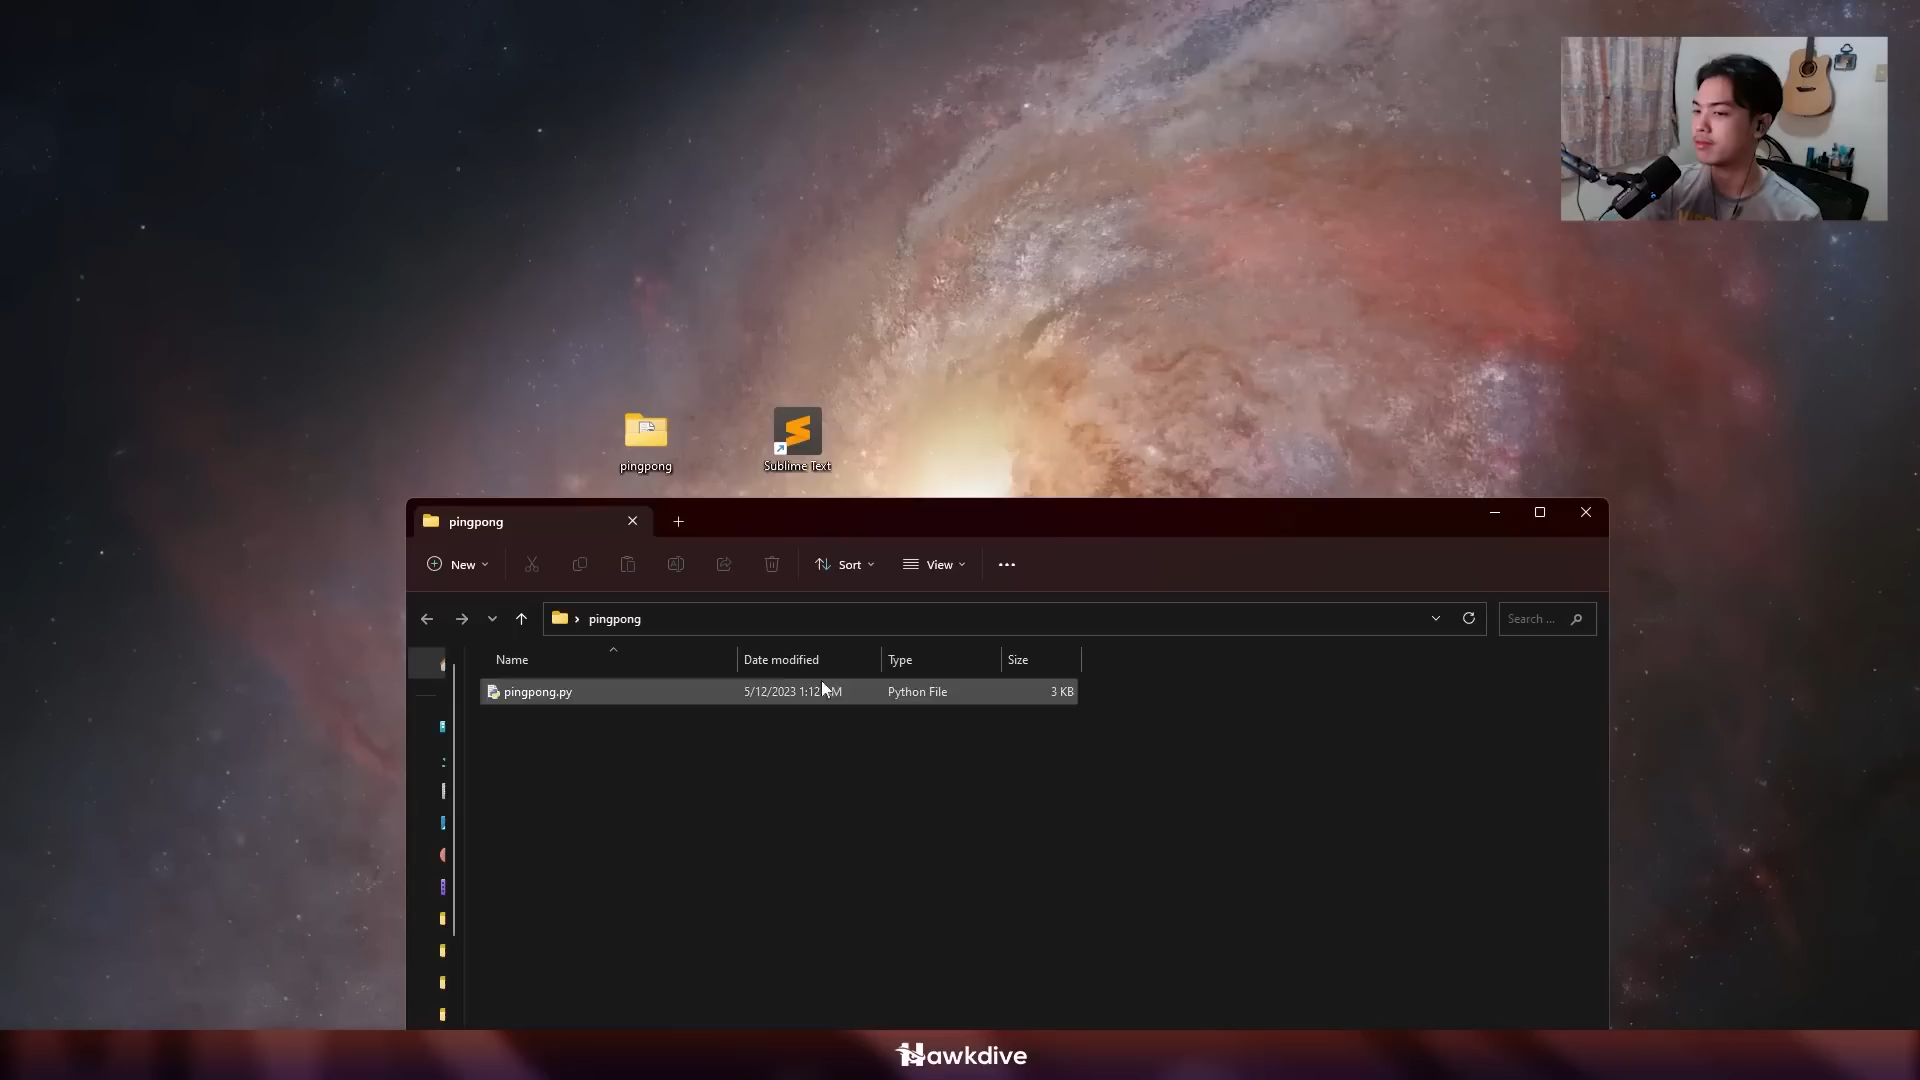 pingpong
Sublime Text
pingpong
New
Sort
View
pingpong
Search ...
Name
Date modified
Type
Size
pingpong.py
5/12/2023 1:12 M
Python File
3 KB
Hawkdive